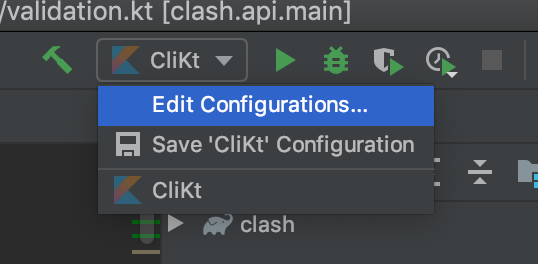 /validation.kt [clash.api.main]
CliKt
Edit Configurations...
Save 'CliKt' Configuration
CliKt
clash